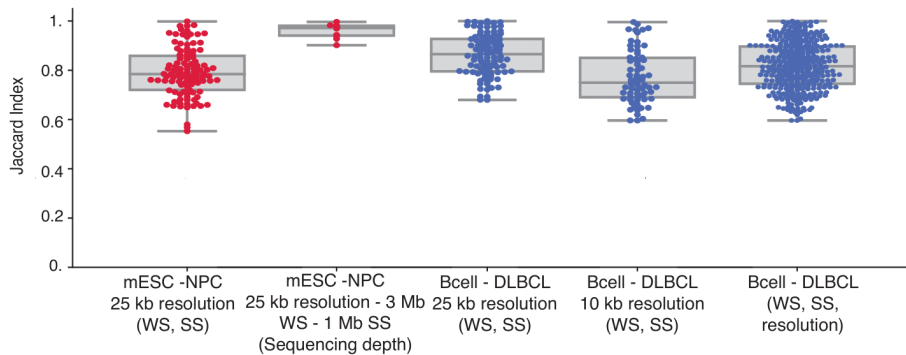 Jaccard Index
1.
0.8
0.6
0.4
0.2
0.
mESC -NPC
25 kb resolution
(WS, SS)
mESC -NPC
25 kb resolution - 3 Mb
WS - 1 Mb SS
(Sequencing depth)
Bcell - DLBCL
25 kb resolution
(WS, SS)
Bcell - DLBCL
10 kb resolution
(WS, SS)
Bcell - DLBCL
(WS, SS,
resolution)